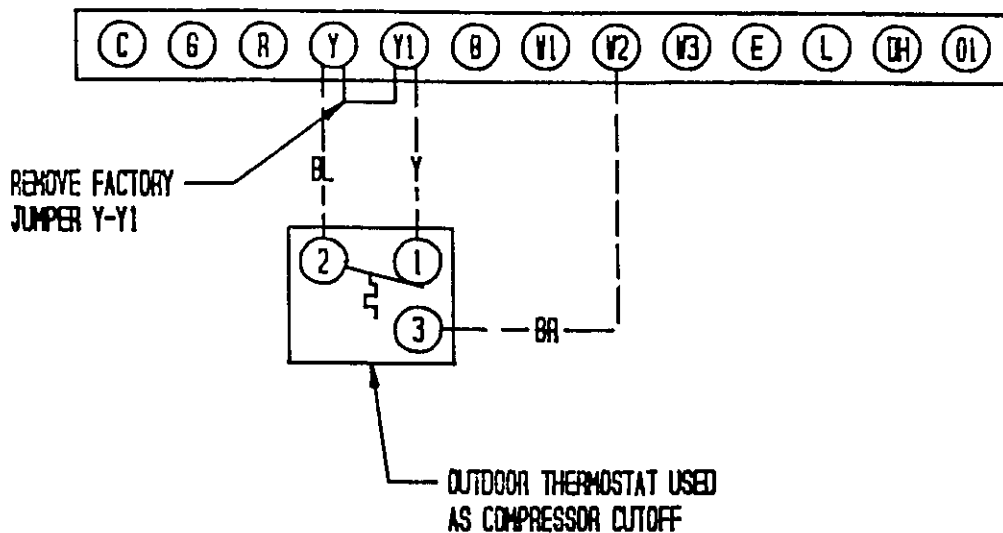 C G R Y Y1 B W1 W2 W3 E L DH O1
REMOVE FACTORY
JUMPER Y-Y1
BL Y
2 1
3 BR
OUTDOOR THERMOSTAT USED
AS COMPRESSOR CUTOFF